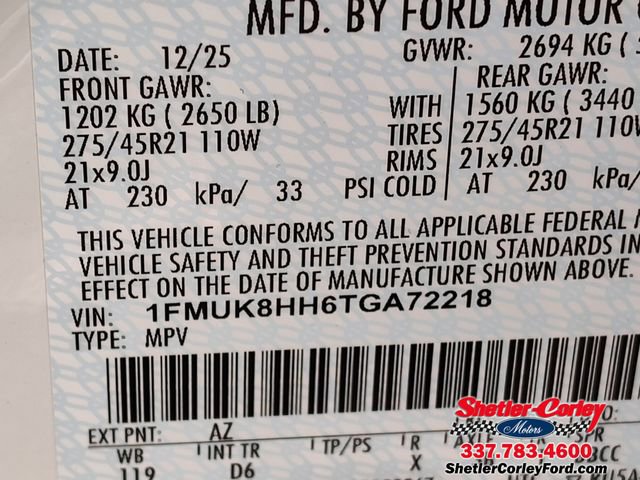 MFD. BY FORD MOTOR
DATE: 12/25 GVWR: 2694 KG (
FRONT GAWR: REAR GAWR:
1202 KG ( 2650 LB) WITH 1560 KG ( 3440
275/45R21 110W TIRES 275/45R21 110W
21x9.0J RIMS 21x9.0J
AT 230 kPa/ 33 PSI COLD AT 230 kPa/
THIS VEHICLE CONFORMS TO ALL APPLICABLE FEDERAL
VEHICLE SAFETY AND THEFT PREVENTION STANDARDS IN
EFFECT ON THE DATE OF MANUFACTURE SHOWN ABOVE.
VIN: 1FMUK8HH6TGA72218
TYPE: MPV
EXT PNT: AZ
WB INT TR TP/PS R SPR
119 D6 X
Shetler-Corley
Motors
337.783.4600
ShetlerCorleyFord.com